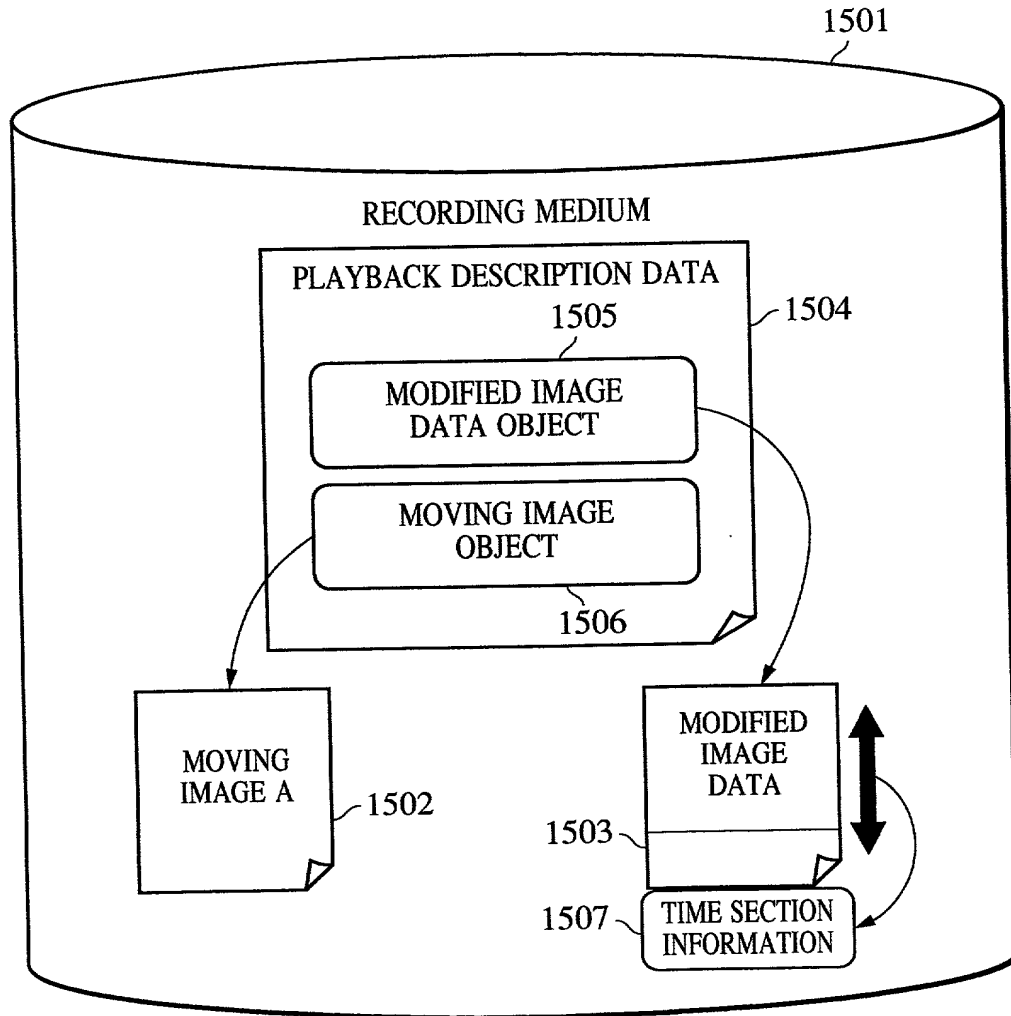 1501
RECORDING MEDIUM
PLAYBACK DESCRIPTION DATA
1504
1505
MODIFIED IMAGE
DATA OBJECT
MOVING IMAGE
OBJECT
1506
MOVING
IMAGE A
1502
MODIFIED
IMAGE
DATA
1503
1507
TIME SECTION
INFORMATION